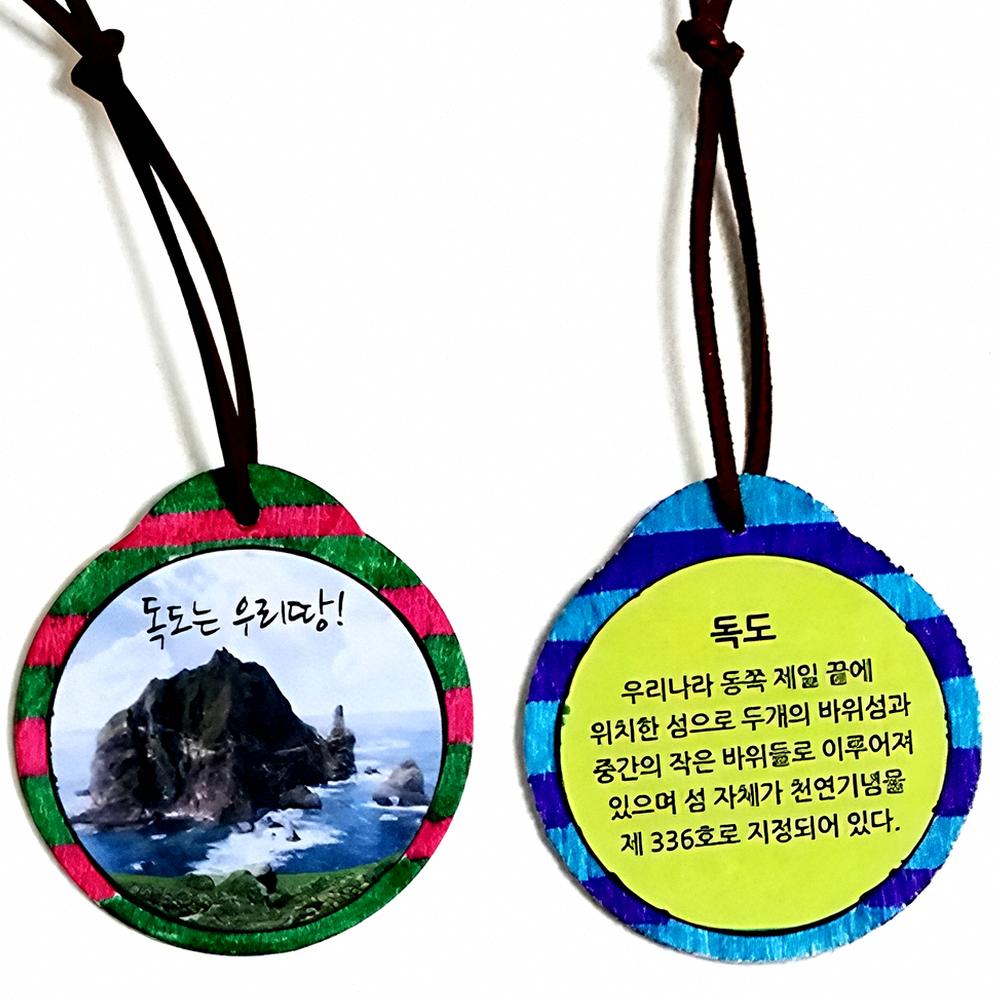 독도는 우리땅!
독도
우리나라 동쪽 제일 끝에
위치한 섬으로 두개의 바위섬과
중간의 작은 바위들로 이루어져
있으며 섬 자체가 천연기념물
제 336호로 지정되어 있다.